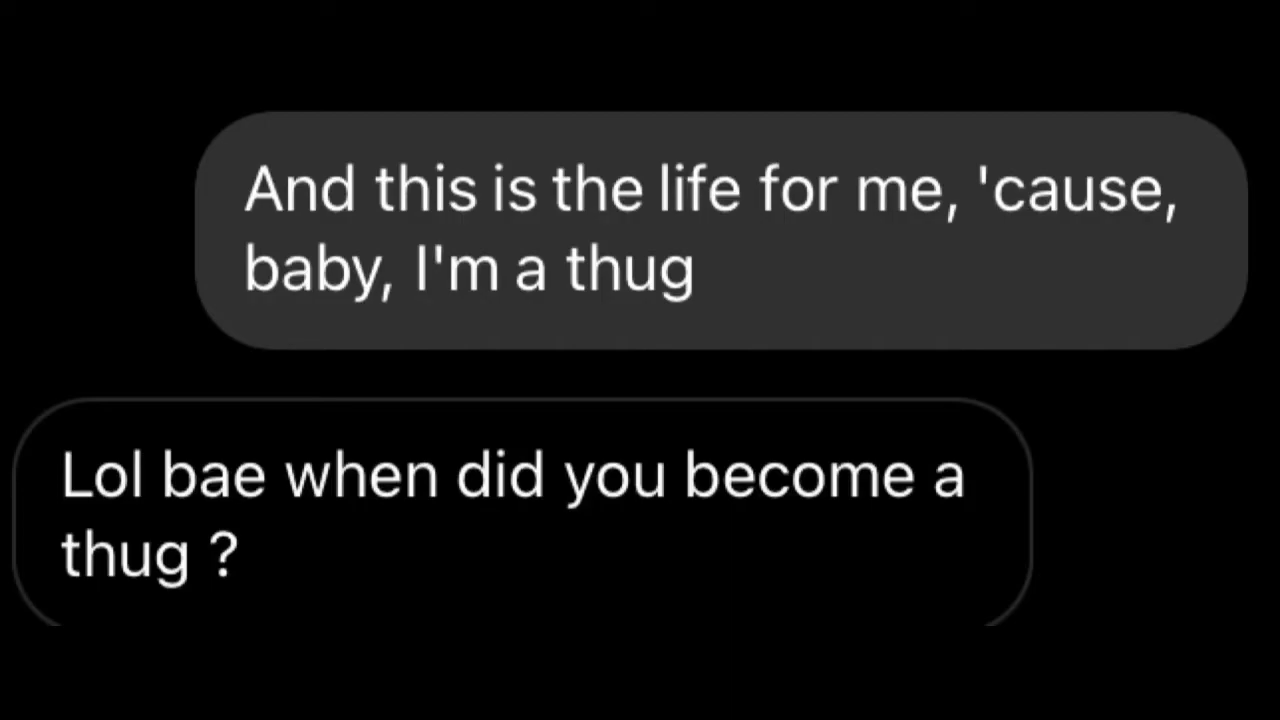 And this is the life for me, 'cause,
baby, I'm a thug
Lol bae when did you become a
thug ?